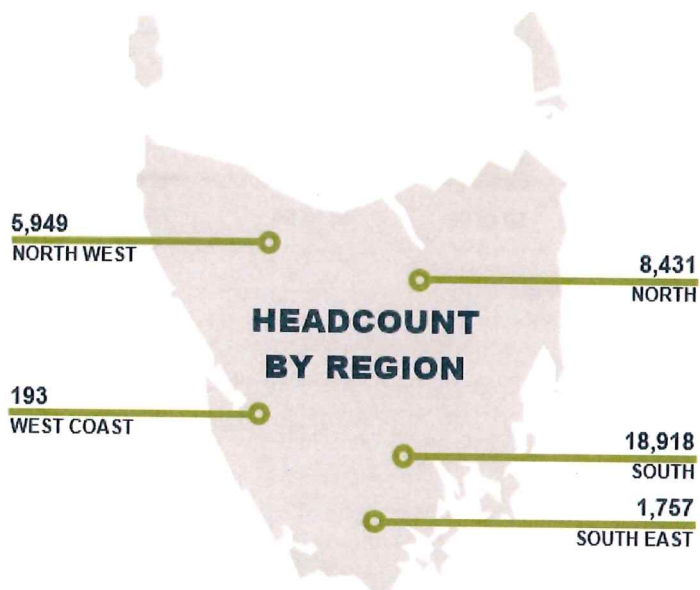 5,949
NORTH WEST
8,431
NORTH
HEADCOUNT
BY REGION
193
WEST COAST
18,918
SOUTH
1,757
SOUTH EAST